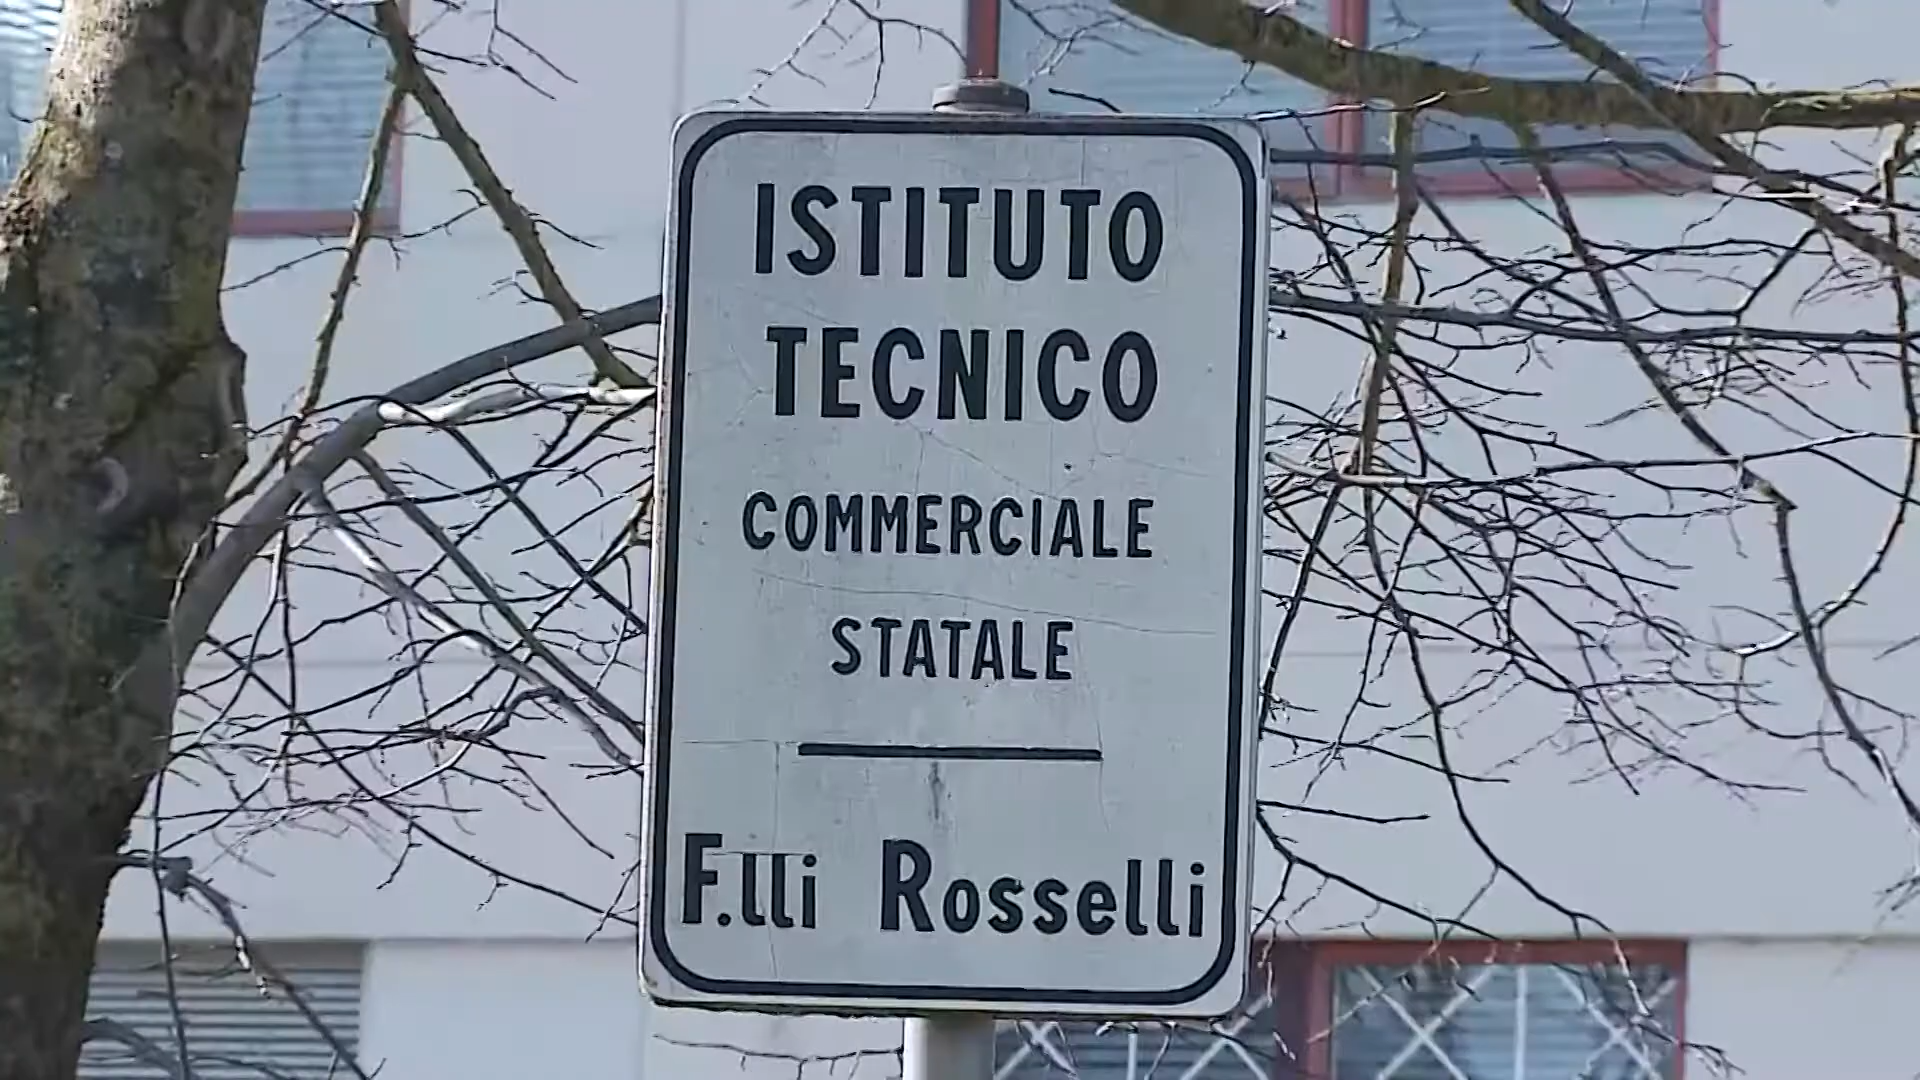 ISTITUTO
TECNICO
COMMERCIALE
STATALE
F.lli Rosselli